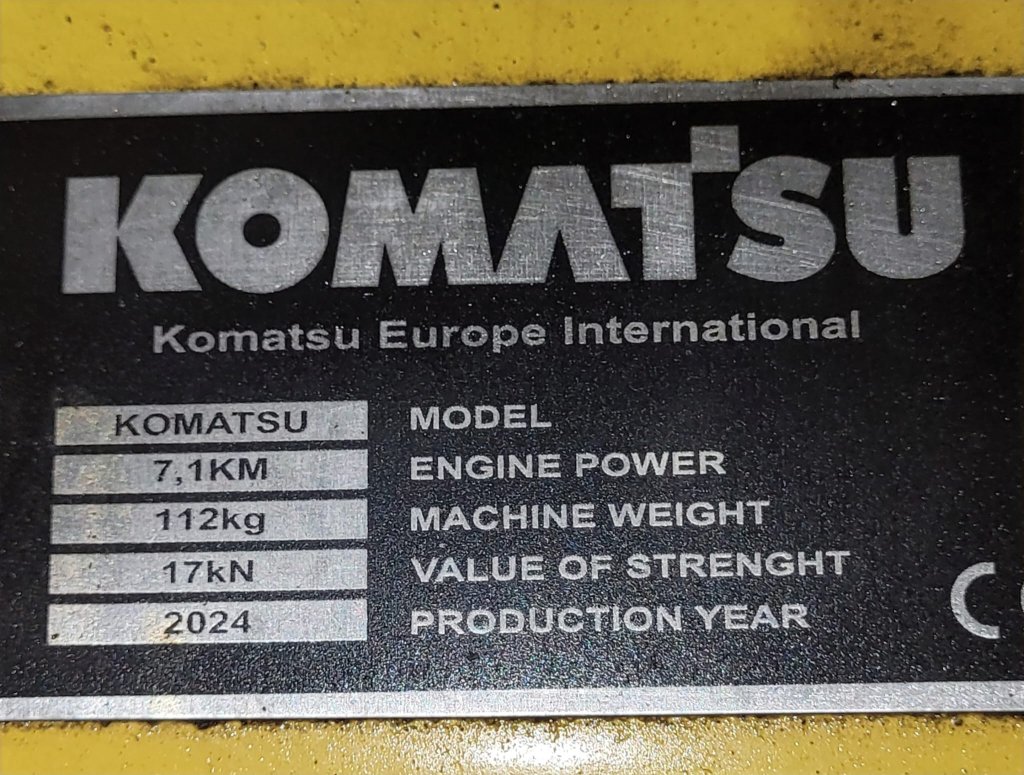 KOMATSU
Komatsu Europe International
KOMATSU MODEL
7,1KM ENGINE POWER
112kg MACHINE WEIGHT
17kN VALUE OF STRENGHT
2024 PRODUCTION YEAR
C